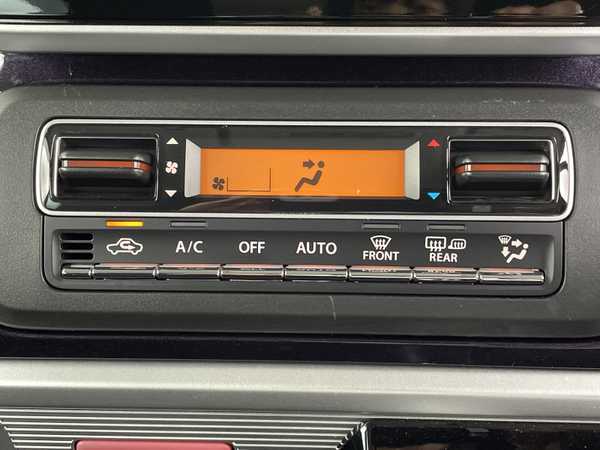 A/C OFF AUTO FRONT REAR